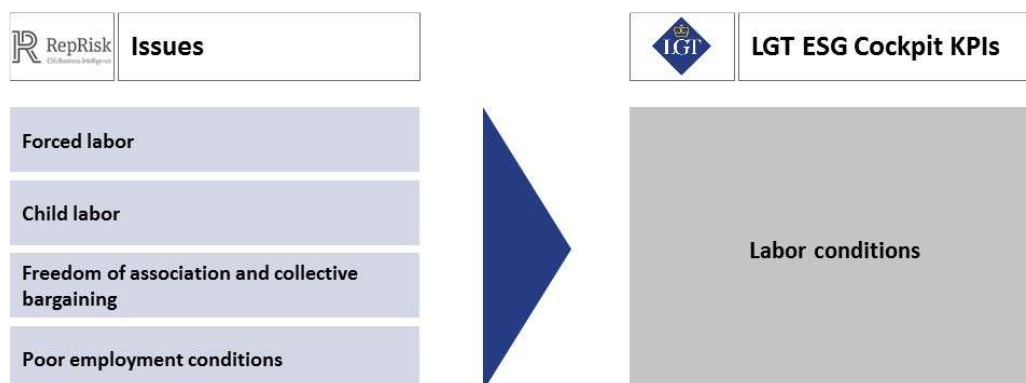 RepRisk
ESG Business Intelligence
Issues
LGT
LGT ESG Cockpit KPIs
Forced labor
Child labor
Freedom of association and collective
bargaining
Poor employment conditions
Labor conditions